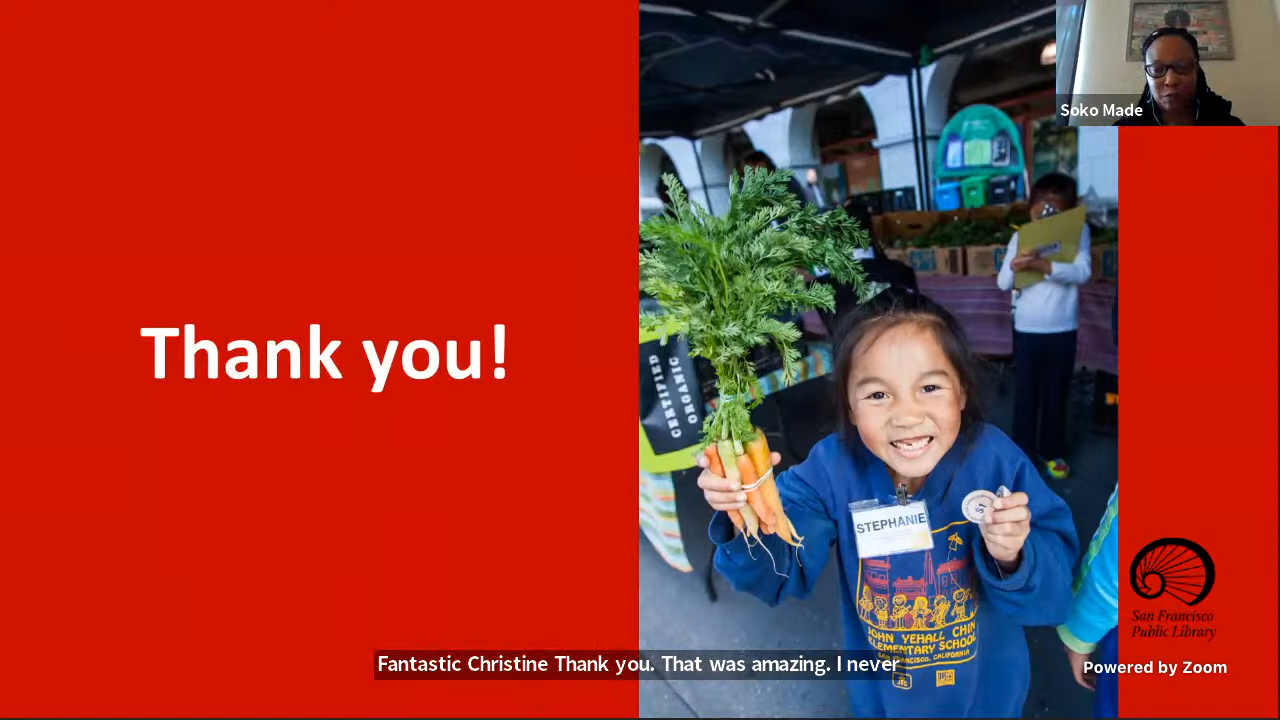 Soko Made
Thank you!
CERTIFIED
ORGANIC
STEPHANIE
$1
JOHN YEHALL CHIN
ELEMENTARY SCHOOL
SAN FRANCISCO, CALIFORNIA
San Francisco
Public Library
Fantastic Christine Thank you. That was amazing. I never
Powered by Zoom